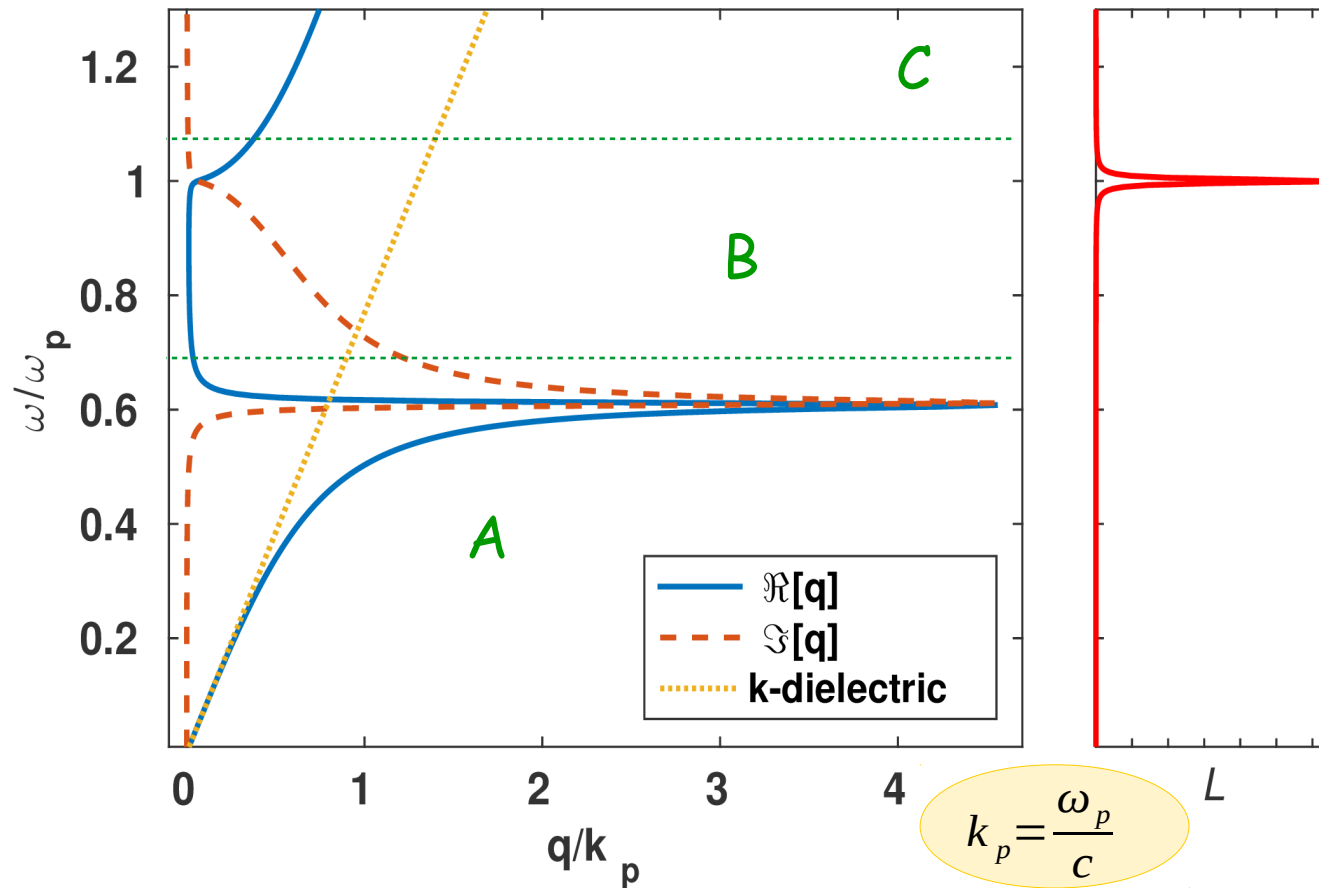 1.2
1
0.8
0.6
0.4
0.2
ω/ω_p
C
B
A
ℜ[q]
ℑ[q]
k-dielectric
0 1 2 3 4
q/k_p
L
k_p = ω_p/c